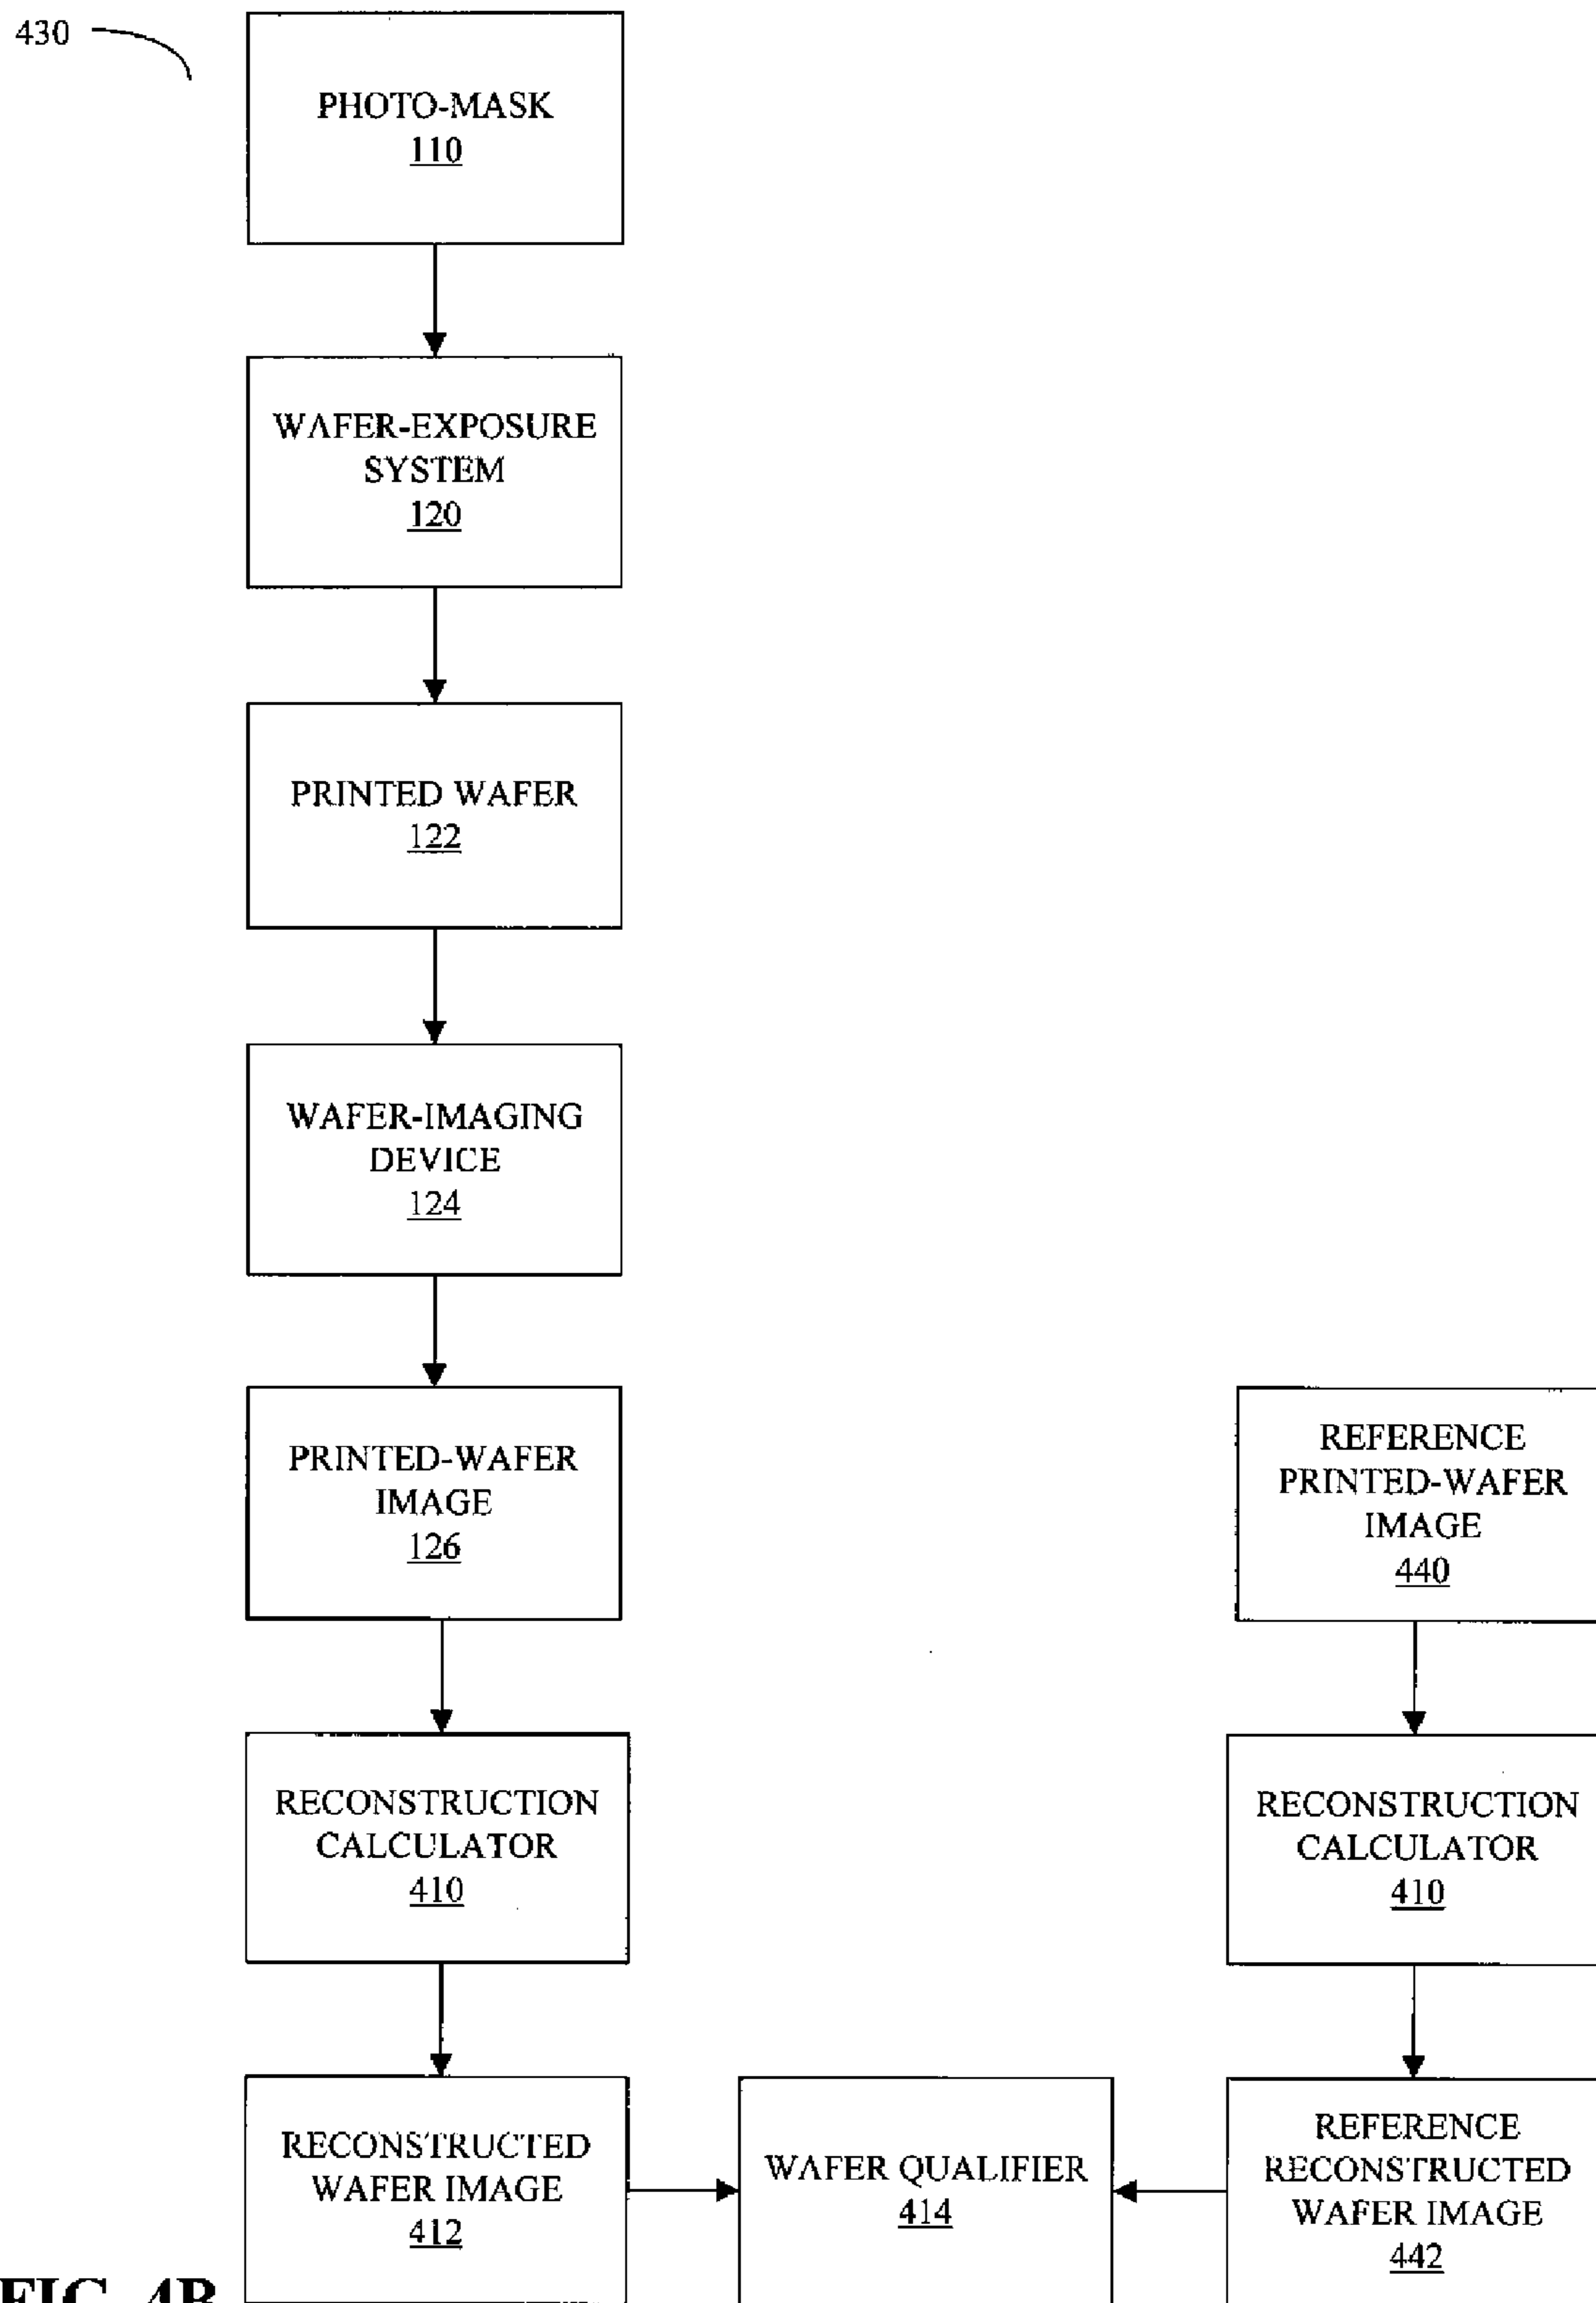 430
PHOTO-MASK
110
WAFER-EXPOSURE
SYSTEM
120
PRINTED WAFER
122
WAFER-IMAGING
DEVICE
124
PRINTED-WAFER
IMAGE
126
REFERENCE
PRINTED-WAFER
IMAGE
440
RECONSTRUCTION
CALCULATOR
410
RECONSTRUCTION
CALCULATOR
410
RECONSTRUCTED
WAFER IMAGE
412
WAFER QUALIFIER
414
REFERENCE
RECONSTRUCTED
WAFER IMAGE
442
FIG. 4B